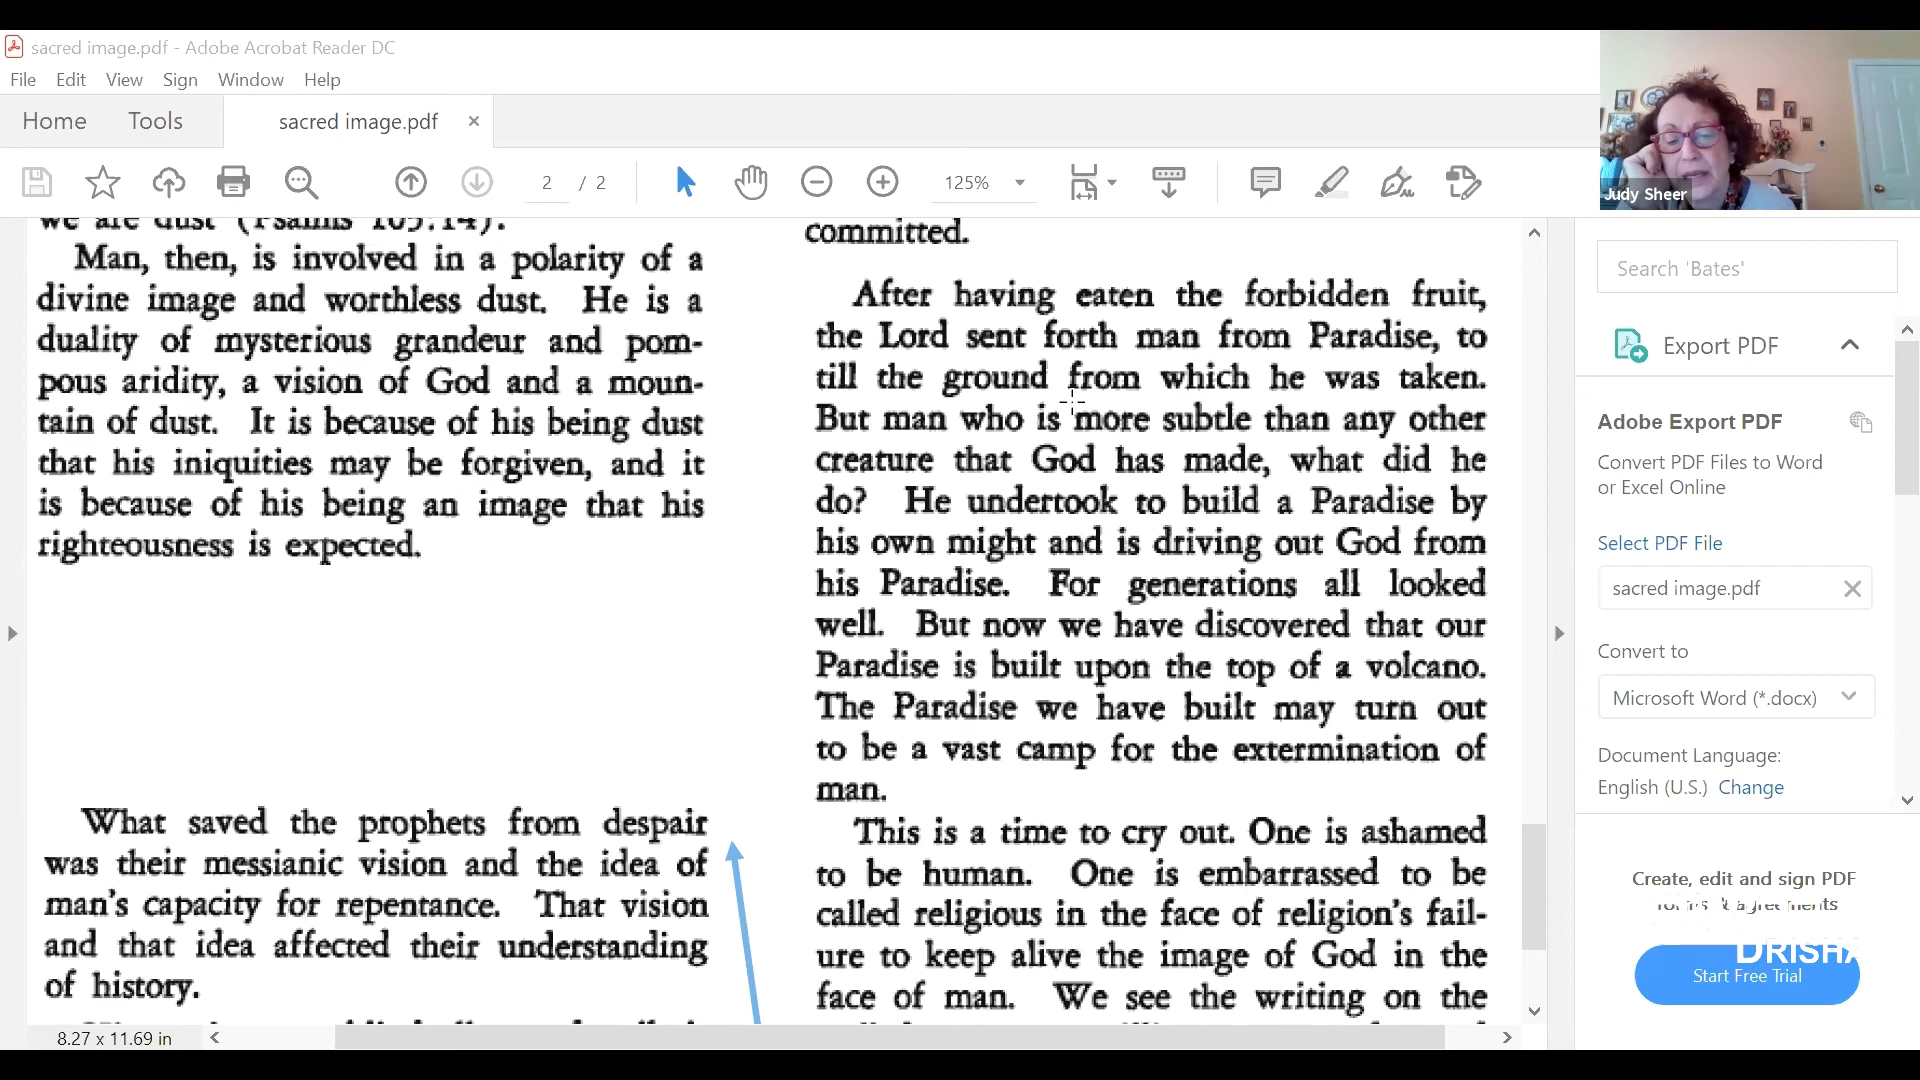 sacred image.pdf - Adobe Acrobat Reader DC
File Edit View Sign Window Help
Home Tools sacred image.pdf
2 / 2 125%
Judy Sheer
we are dust
Man, then, is involved in a polarity of a
divine image and worthless dust. He is a
duality of mysterious grandeur and pom-
pous aridity, a vision of God and a moun-
tain of dust. It is because of his being dust
that his iniquities may be forgiven, and it
is because of his being an image that his
righteousness is expected.
What saved the prophets from despair
was their messianic vision and the idea of
man's capacity for repentance. That vision
and that idea affected their understanding
of history.
committed.
After having eaten the forbidden fruit,
the Lord sent forth man from Paradise, to
till the ground from which he was taken.
But man who is more subtle than any other
creature that God has made, what did he
do? He undertook to build a Paradise by
his own might and is driving out God from
his Paradise. For generations all looked
well. But now we have discovered that our
Paradise is built upon the top of a volcano.
The Paradise we have built may turn out
to be a vast camp for the extermination of
man.
This is a time to cry out. One is ashamed
to be human. One is embarrassed to be
called religious in the face of religion's fail-
ure to keep alive the image of God in the
face of man. We see the writing on the
Search 'Bates'
Export PDF
Adobe Export PDF
Convert PDF Files to Word
or Excel Online
Select PDF File
sacred image.pdf
Convert to
Microsoft Word (*.docx)
Document Language:
English (U.S.) Change
Create, edit and sign PDF
DRISHA
Start Free Trial
8.27 x 11.69 in